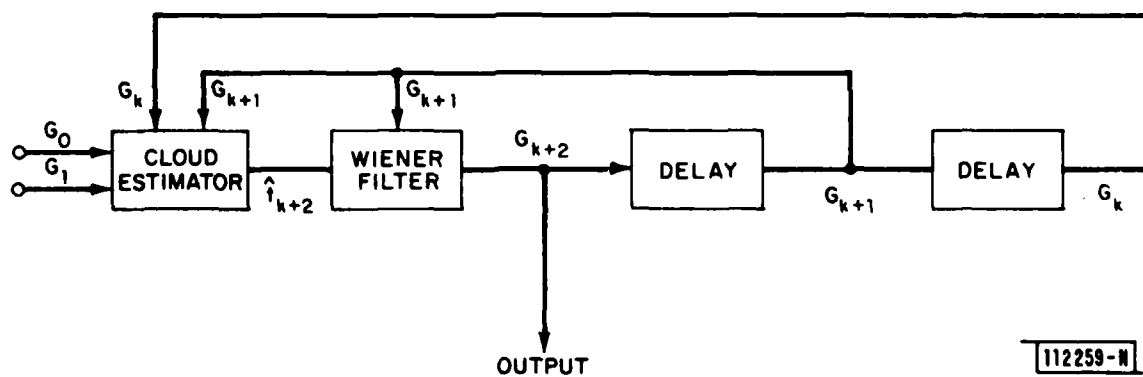 G_k
G_{k+1}
G_{k+1}
G_0
G_1
CLOUD
ESTIMATOR
\hat{t}_{k+2}
WIENER
FILTER
G_{k+2}
DELAY
G_{k+1}
DELAY
G_k
OUTPUT
112259-N